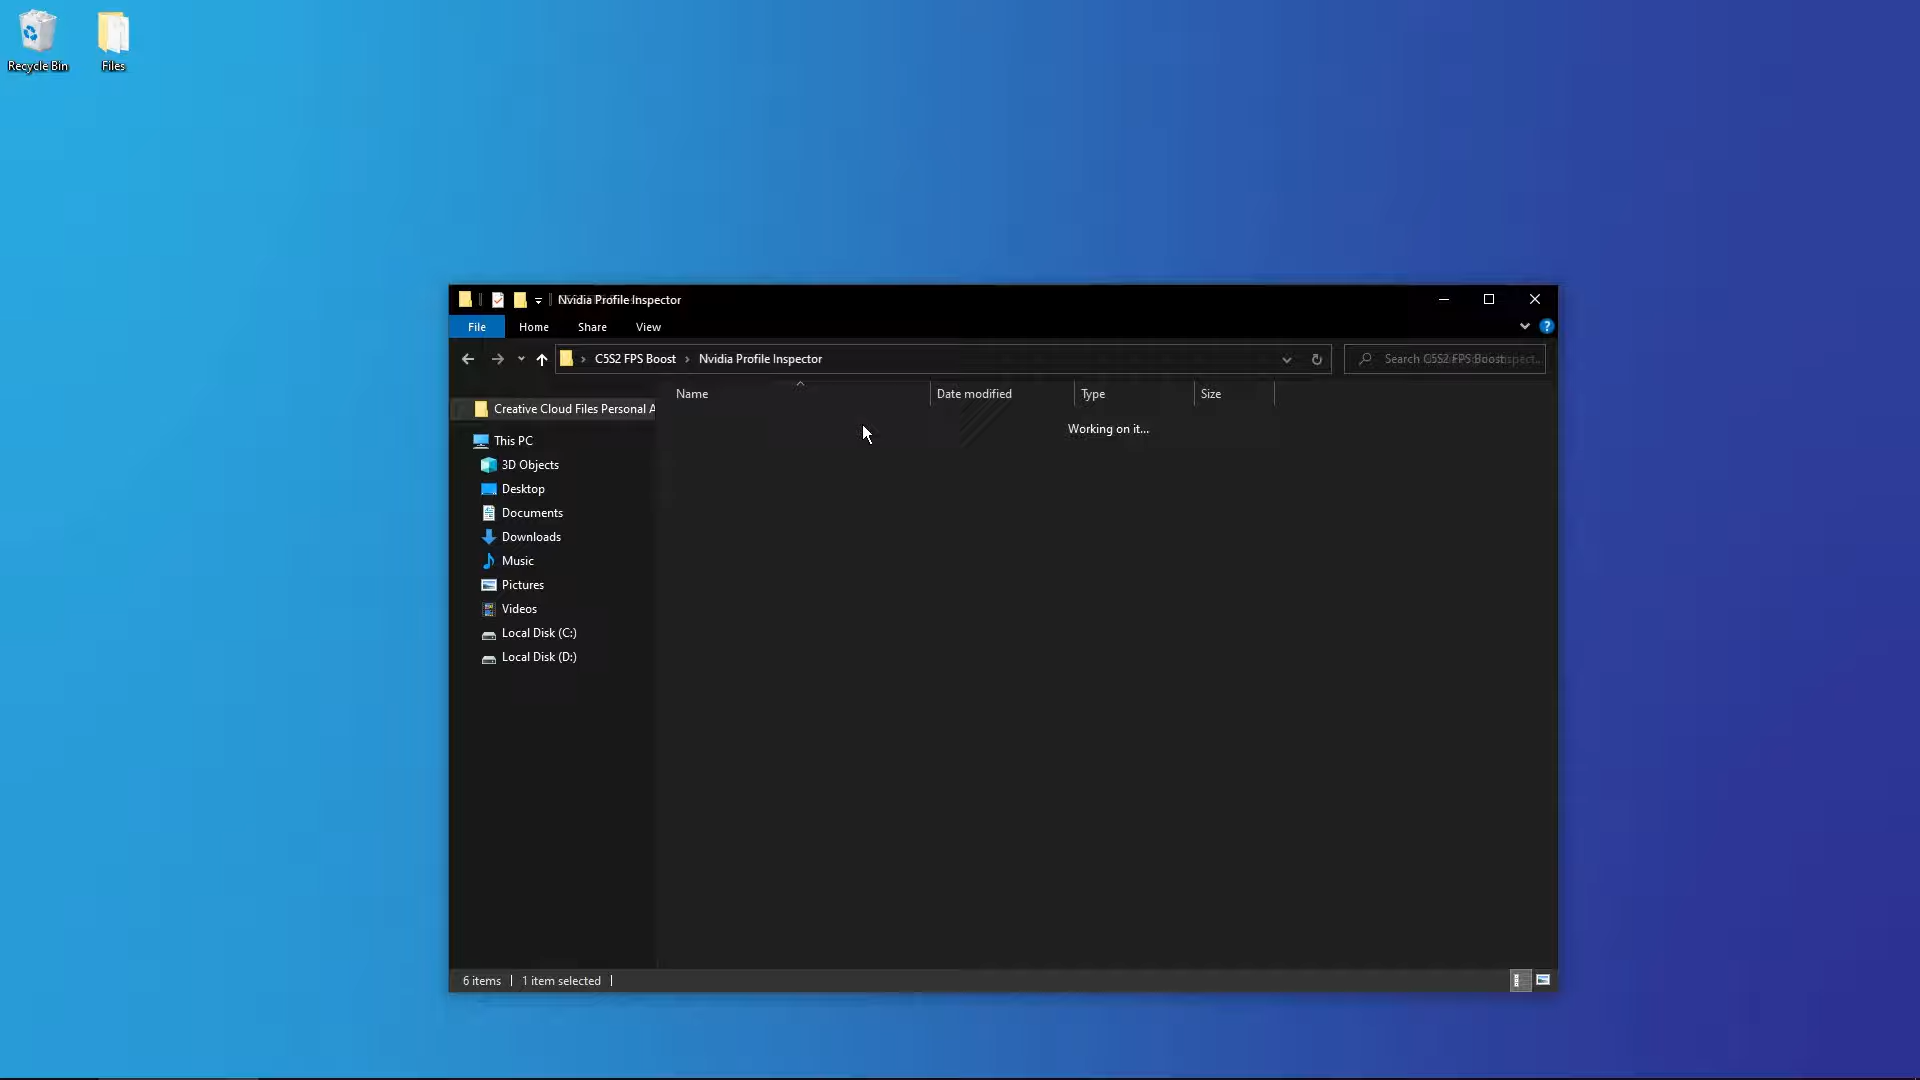 Recycle Bin
Files
Nvidia Profile Inspector
File
Home
Share
View
C5S2 FPS Boost
Nvidia Profile Inspector
Search
Name
Date modified
Type
Size
Working on it...
Creative Cloud Files Personal A
This PC
3D Objects
Desktop
Documents
Downloads
Music
Pictures
Videos
Local Disk (C:)
Local Disk (D:)
6 items
1 item selected